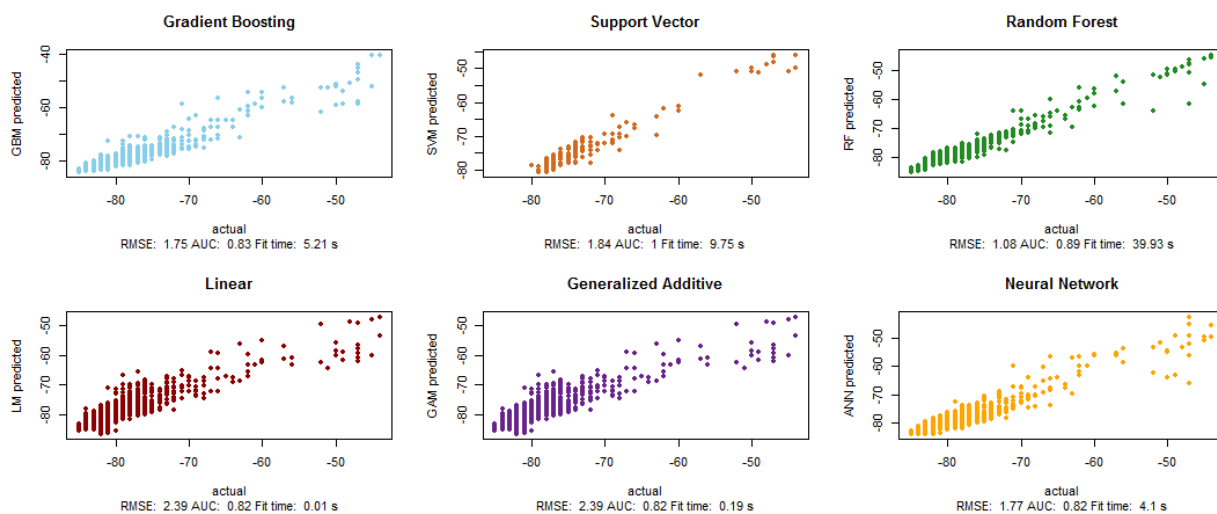 Gradient Boosting
GBM predicted
-40
-60
-80
-80 -70 -60 -50
actual
RMSE: 1.75 AUC: 0.83 Fit time: 5.21 s
Support Vector
SVM predicted
-50
-60
-70
-80
-80 -70 -60 -50
actual
RMSE: 1.84 AUC: 1 Fit time: 9.75 s
Random Forest
RF predicted
-50
-60
-70
-80
-80 -70 -60 -50
actual
RMSE: 1.08 AUC: 0.89 Fit time: 39.93 s
Linear
LM predicted
-50
-60
-70
-80
-80 -70 -60 -50
actual
RMSE: 2.39 AUC: 0.82 Fit time: 0.01 s
Generalized Additive
GAM predicted
-50
-60
-70
-80
-80 -70 -60 -50
actual
RMSE: 2.39 AUC: 0.82 Fit time: 0.19 s
Neural Network
ANN predicted
-50
-60
-70
-80
-80 -70 -60 -50
actual
RMSE: 1.77 AUC: 0.82 Fit time: 4.1 s